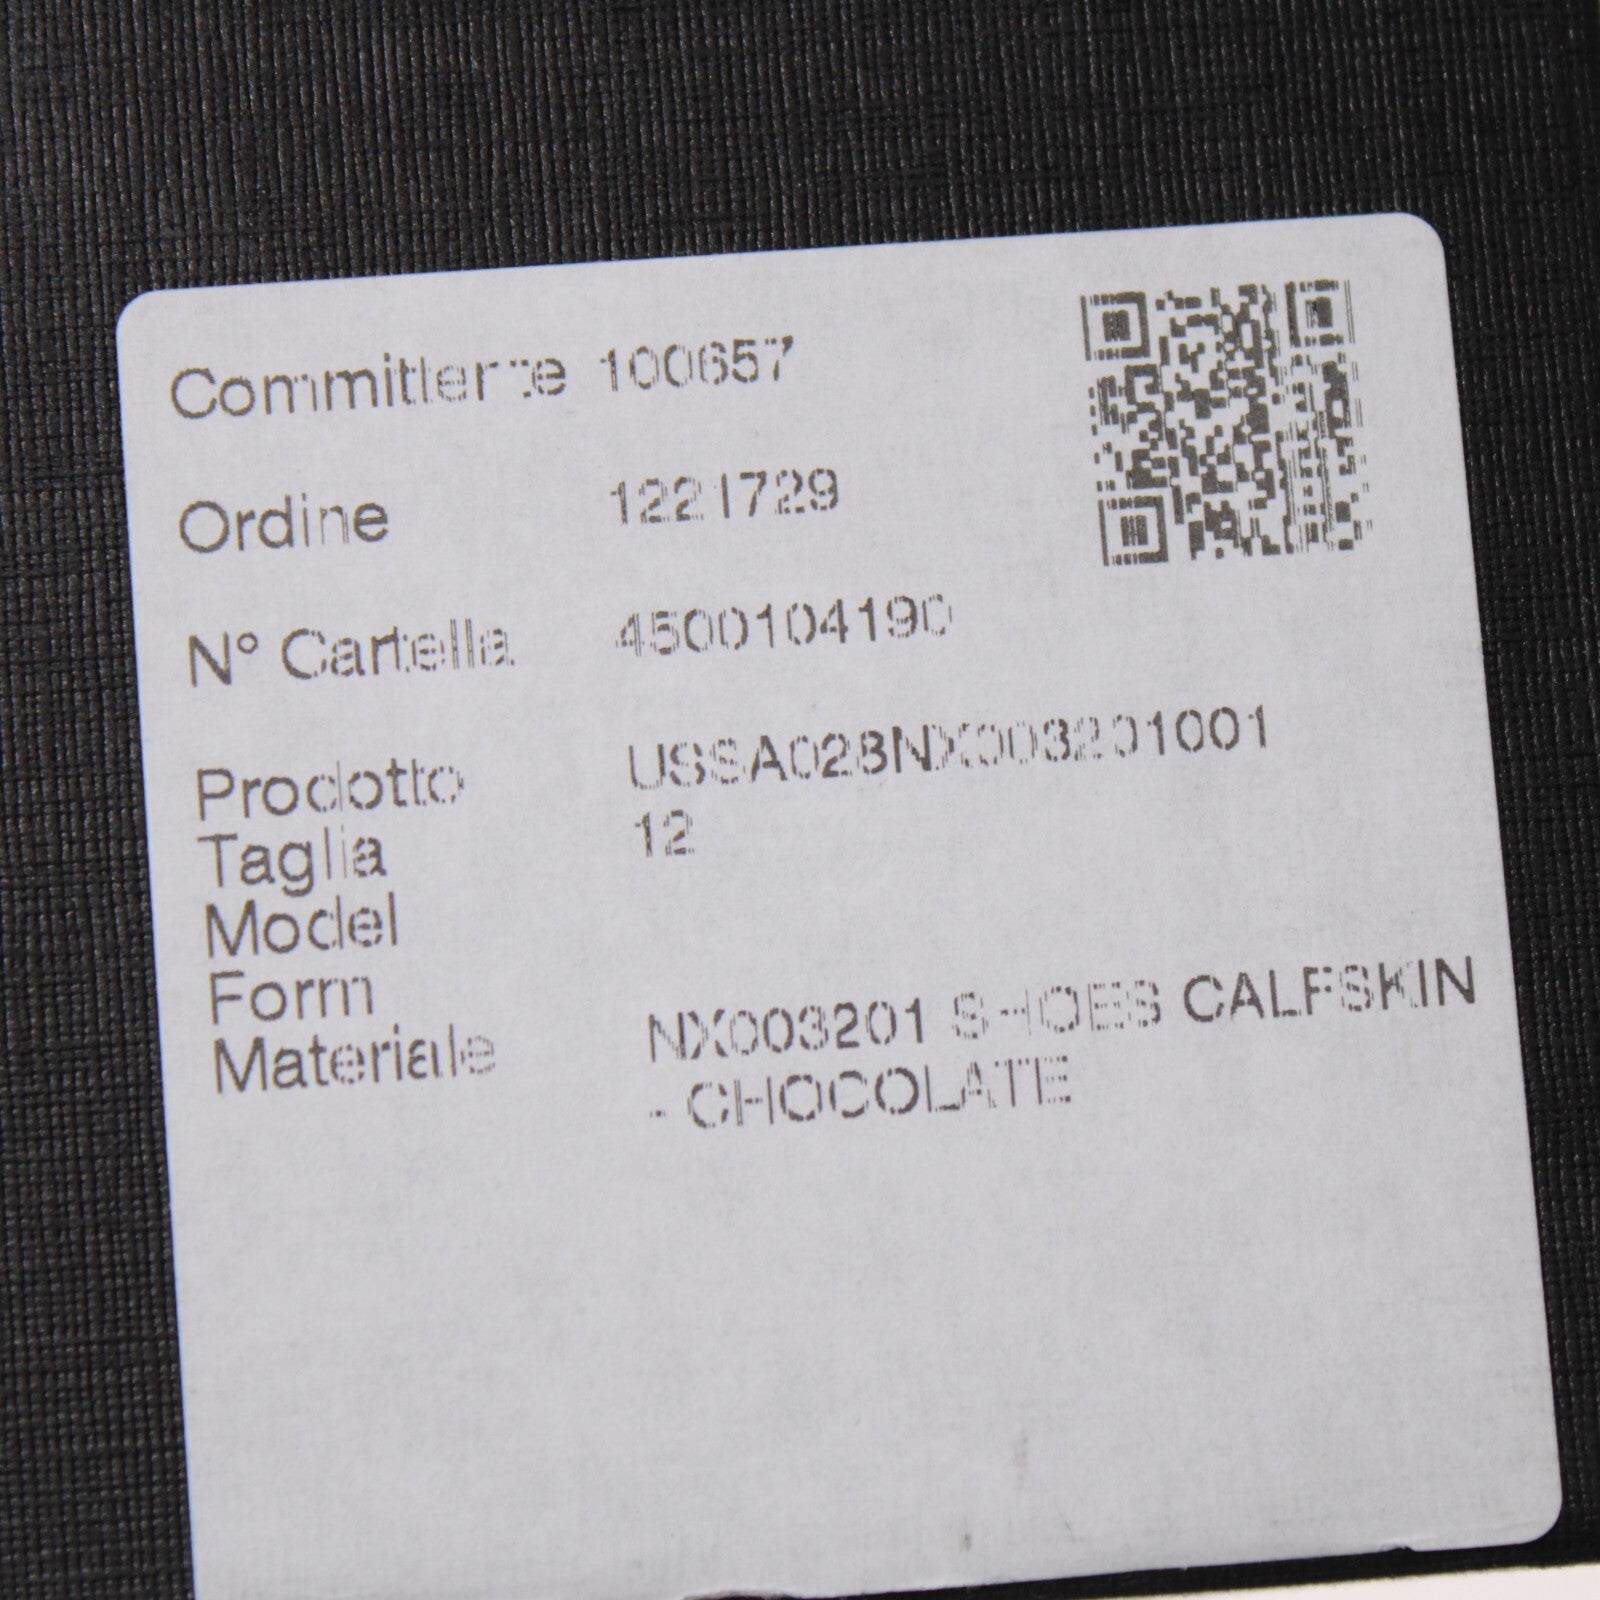 Committente 100657
Ordine 1221729
N° Cartella 4500104190
Prodotto USSA028NX003201001
Taglia 12
Model
Form
Materiale NX003201 SHOES CALFSKIN
- CHOCOLATE